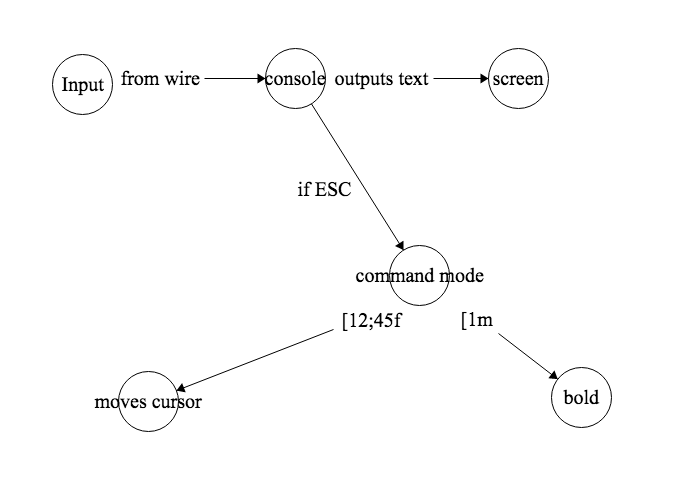 Input
from wire
console
outputs text
screen
if ESC
command mode
[12;45f
[1m
moves cursor
bold